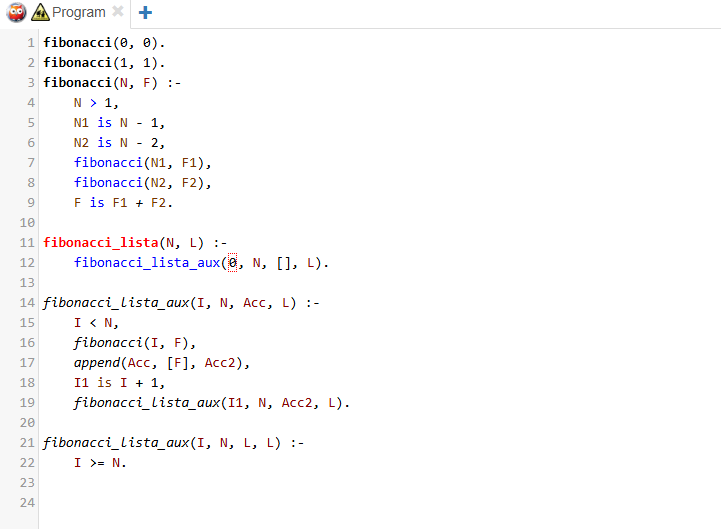 Program
1 fibonacci(0, 0).
2 fibonacci(1, 1).
3 fibonacci(N, F) :-
4     N > 1,
5     N1 is N - 1,
6     N2 is N - 2,
7     fibonacci(N1, F1),
8     fibonacci(N2, F2),
9     F is F1 + F2.
10
11 fibonacci_lista(N, L) :-
12     fibonacci_lista_aux(0, N, [], L).
13
14 fibonacci_lista_aux(I, N, Acc, L) :-
15     I < N,
16     fibonacci(I, F),
17     append(Acc, [F], Acc2),
18     I1 is I + 1,
19     fibonacci_lista_aux(I1, N, Acc2, L).
20
21 fibonacci_lista_aux(I, N, L, L) :-
22     I >= N.
23
24